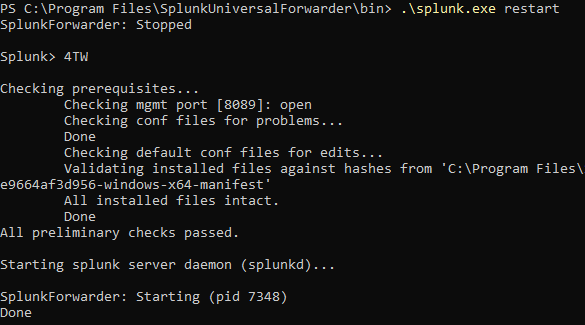 PS C:\Program Files\SplunkUniversalForwarder\bin> .\splunk.exe restart
SplunkForwarder: Stopped
Splunk> 4TW
Checking prerequisites...
Checking mgmt port [8089]: open
Checking conf files for problems...
Done
Checking default conf files for edits...
Validating installed files against hashes from 'C:\Program Files\
e9664af3d956-windows-x64-manifest'
All installed files intact.
Done
All preliminary checks passed.
Starting splunk server daemon (splunkd)...
SplunkForwarder: Starting (pid 7348)
Done